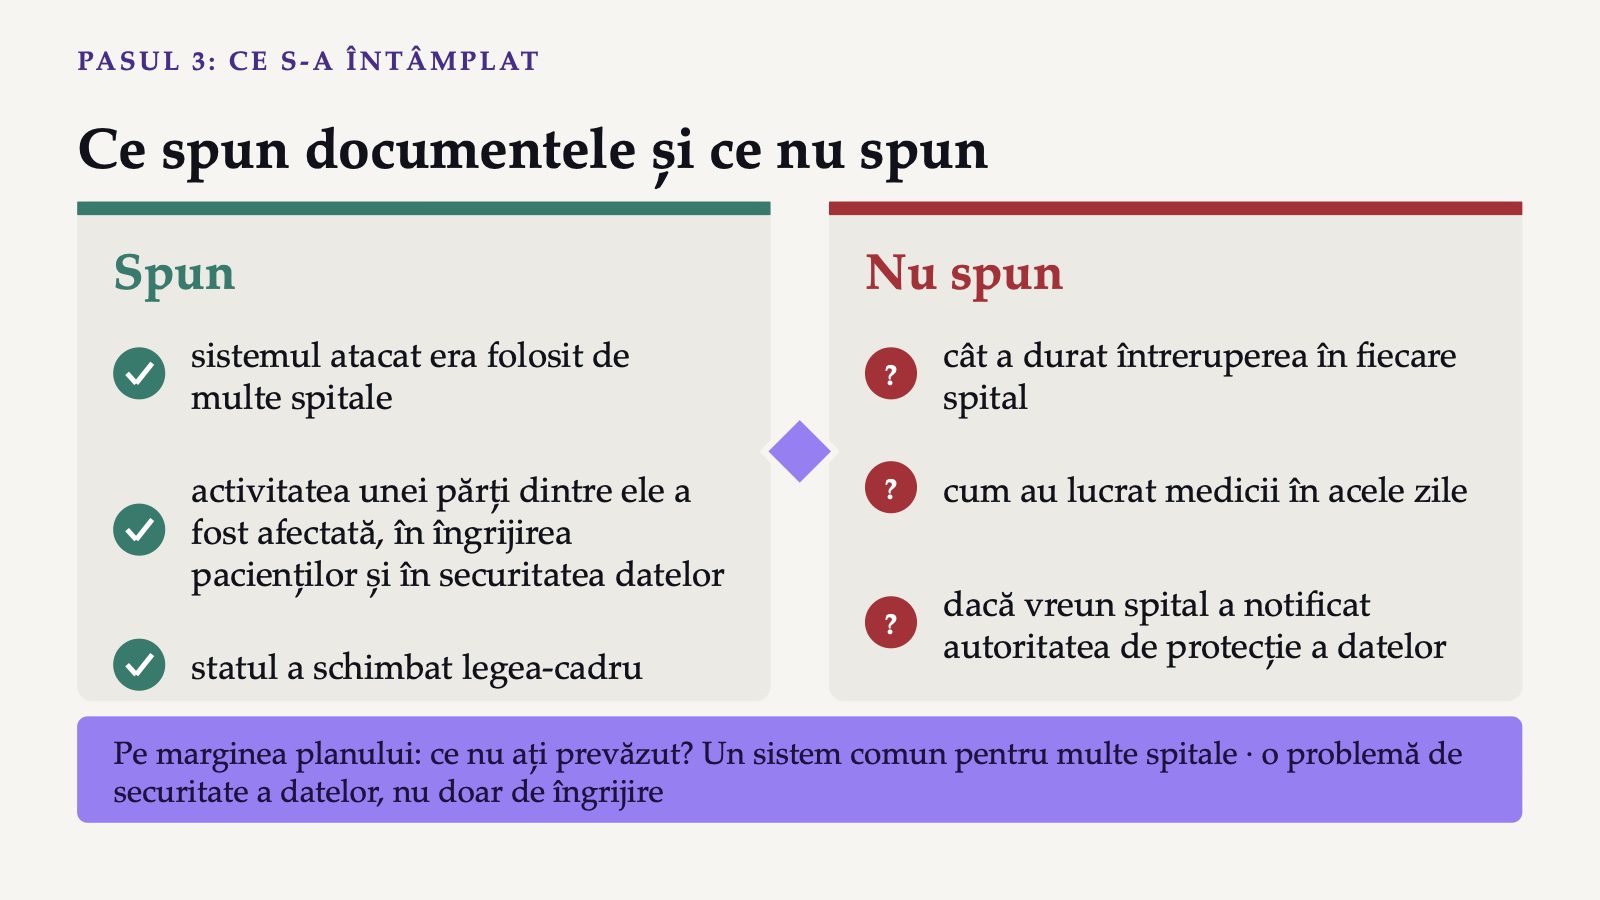 PASUL 3: CE S-A ÎNTÂMPLAT
Ce spun documentele și ce nu spun
Spun
sistemul atacat era folosit de
multe spitale
activitatea unei părți dintre ele a
fost afectată, în îngrijirea
pacienților și în securitatea datelor
statul a schimbat legea-cadru
Nu spun
?
cât a durat întreruperea în fiecare
spital
?
cum au lucrat medicii în acele zile
?
dacă vreun spital a notificat
autoritatea de protecție a datelor
Pe marginea planului: ce nu ați prevăzut? Un sistem comun pentru multe spitale · o problemă de
securitate a datelor, nu doar de îngrijire